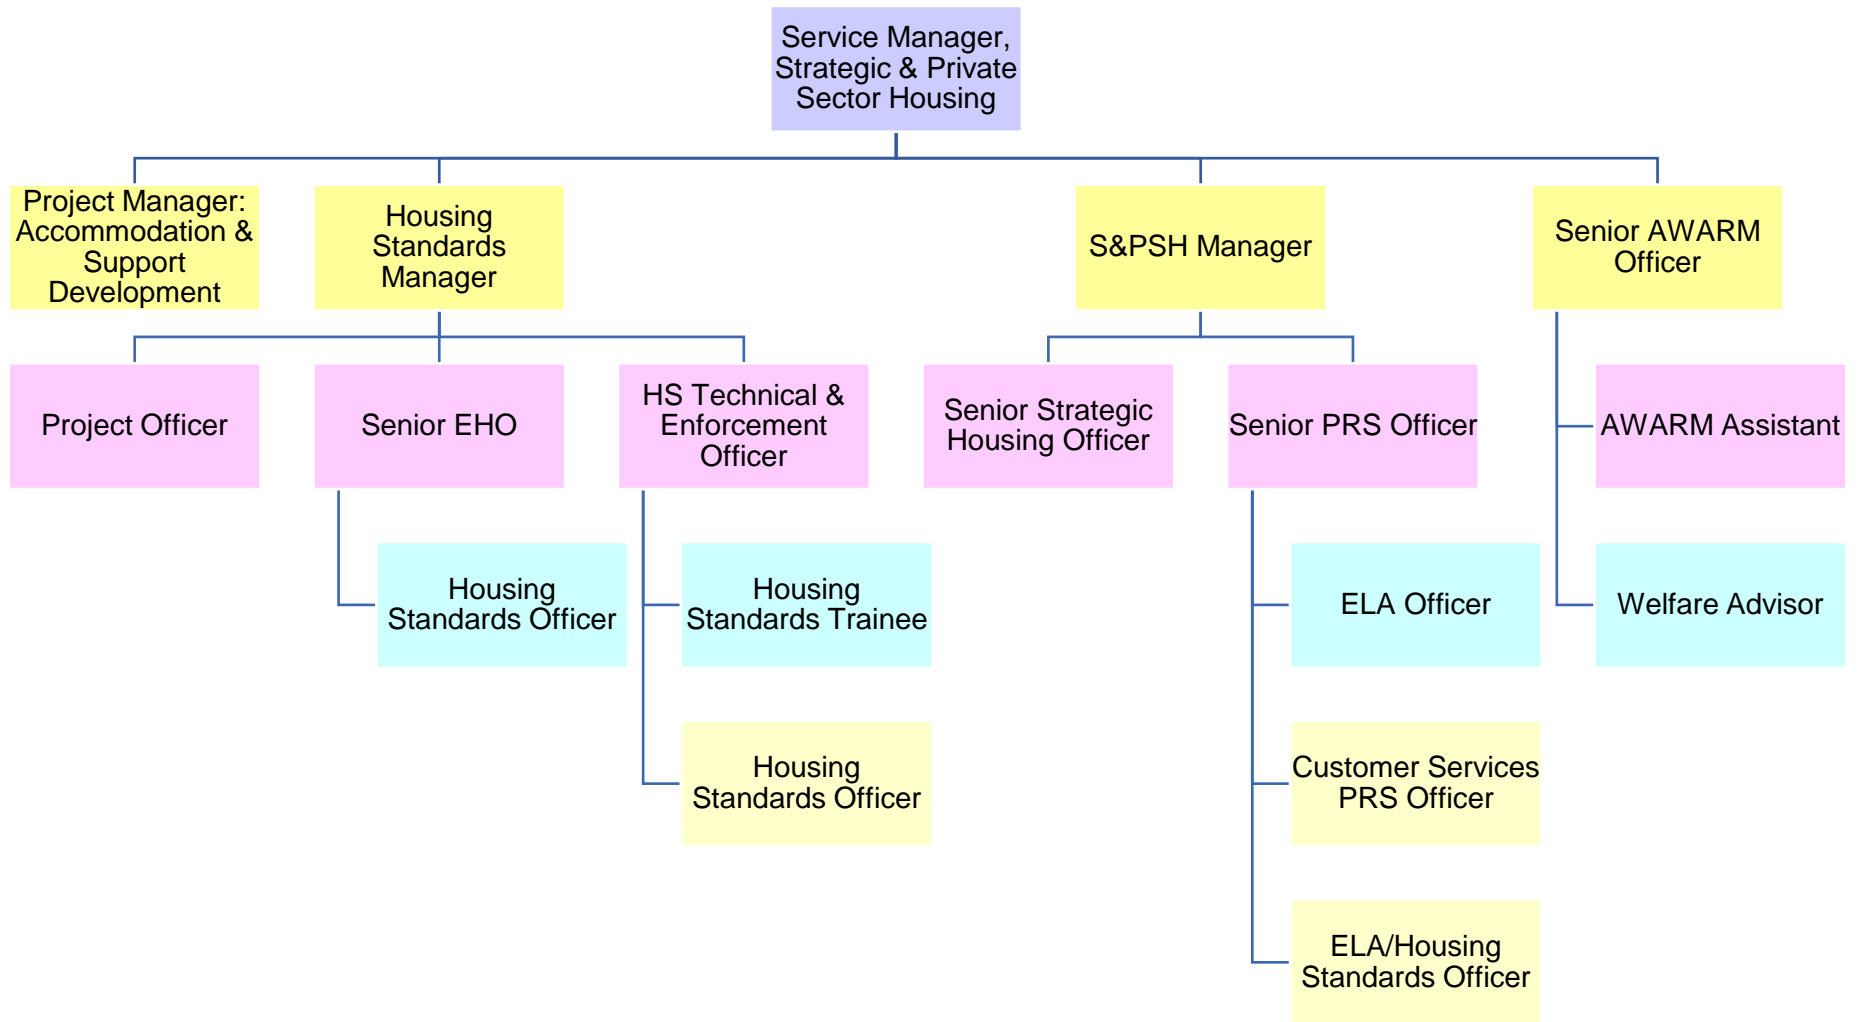 Service Manager,
Strategic & Private
Sector Housing
Project Manager:
Accommodation &
Support
Development
Housing
Standards
Manager
S&PSH Manager
Senior AWARM
Officer
Project Officer
Senior EHO
HS Technical &
Enforcement
Officer
Senior Strategic
Housing Officer
Senior PRS Officer
AWARM Assistant
Housing
Standards Officer
Housing
Standards Trainee
ELA Officer
Welfare Advisor
Housing
Standards Officer
Customer Services
PRS Officer
ELA/Housing
Standards Officer